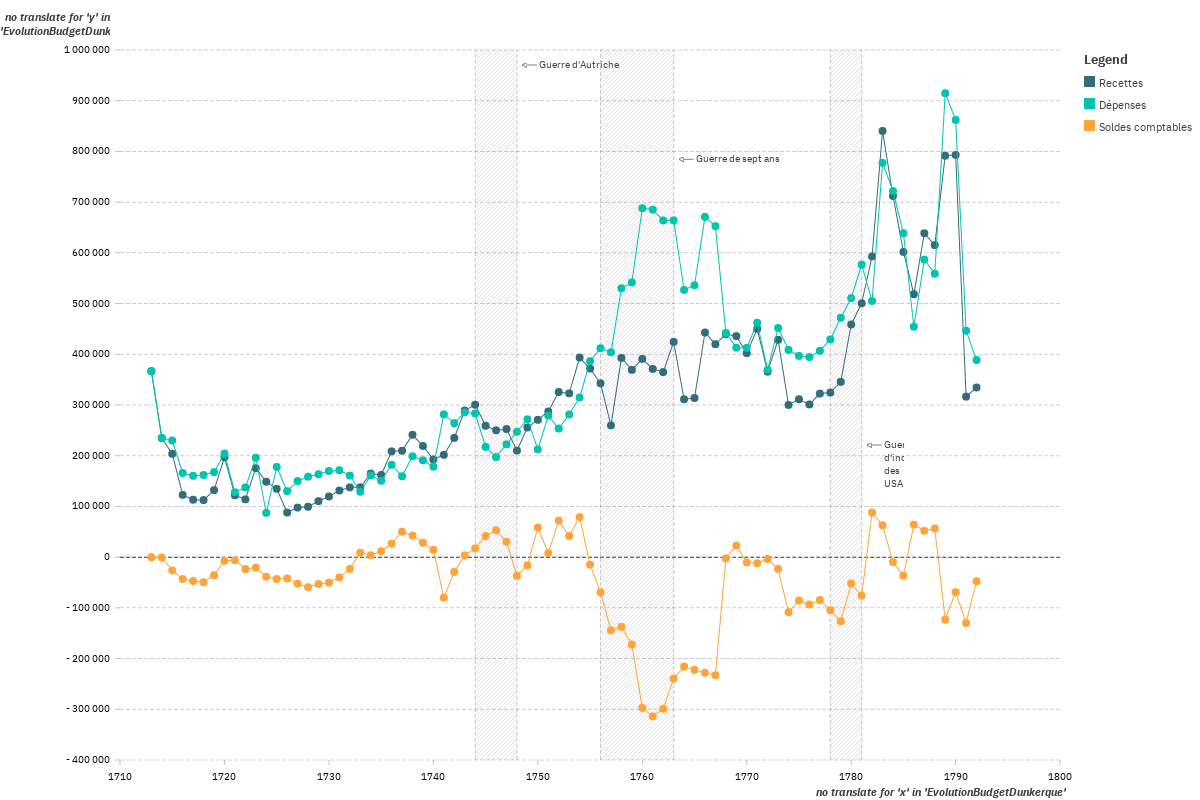 no translate for 'y' in
'EvolutionBudgetDunk
1 000 000
900 000
800 000
700 000
600 000
500 000
400 000
300 000
200 000
100 000
0
- 100 000
- 200 000
- 300 000
- 400 000
1710
1720
1730
1740
1750
1760
1770
1780
1790
1800
no translate for 'x' in 'EvolutionBudgetDunkerque'
Guerre d'Autriche
Guerre de sept ans
d'in
des
USA
Legend
Recettes
Dépenses
Soldes comptables